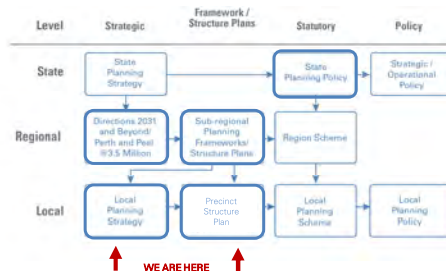 Level
Strategic
Framework /
Structure Plans
Statutory
Policy
State
State
Planning
Strategy
State
Planning Policy
Strategic /
Operational
Policy
Regional
Directions 2031
and Beyond/
Perth and Peel
@3.5 Million
Sub-regional
Planning
Frameworks/
Structure Plans
Region Scheme
Local
Local
Planning
Strategy
Precinct
Structure
Plan
Local
Planning
Scheme
Local Planning
Policy
WE ARE HERE